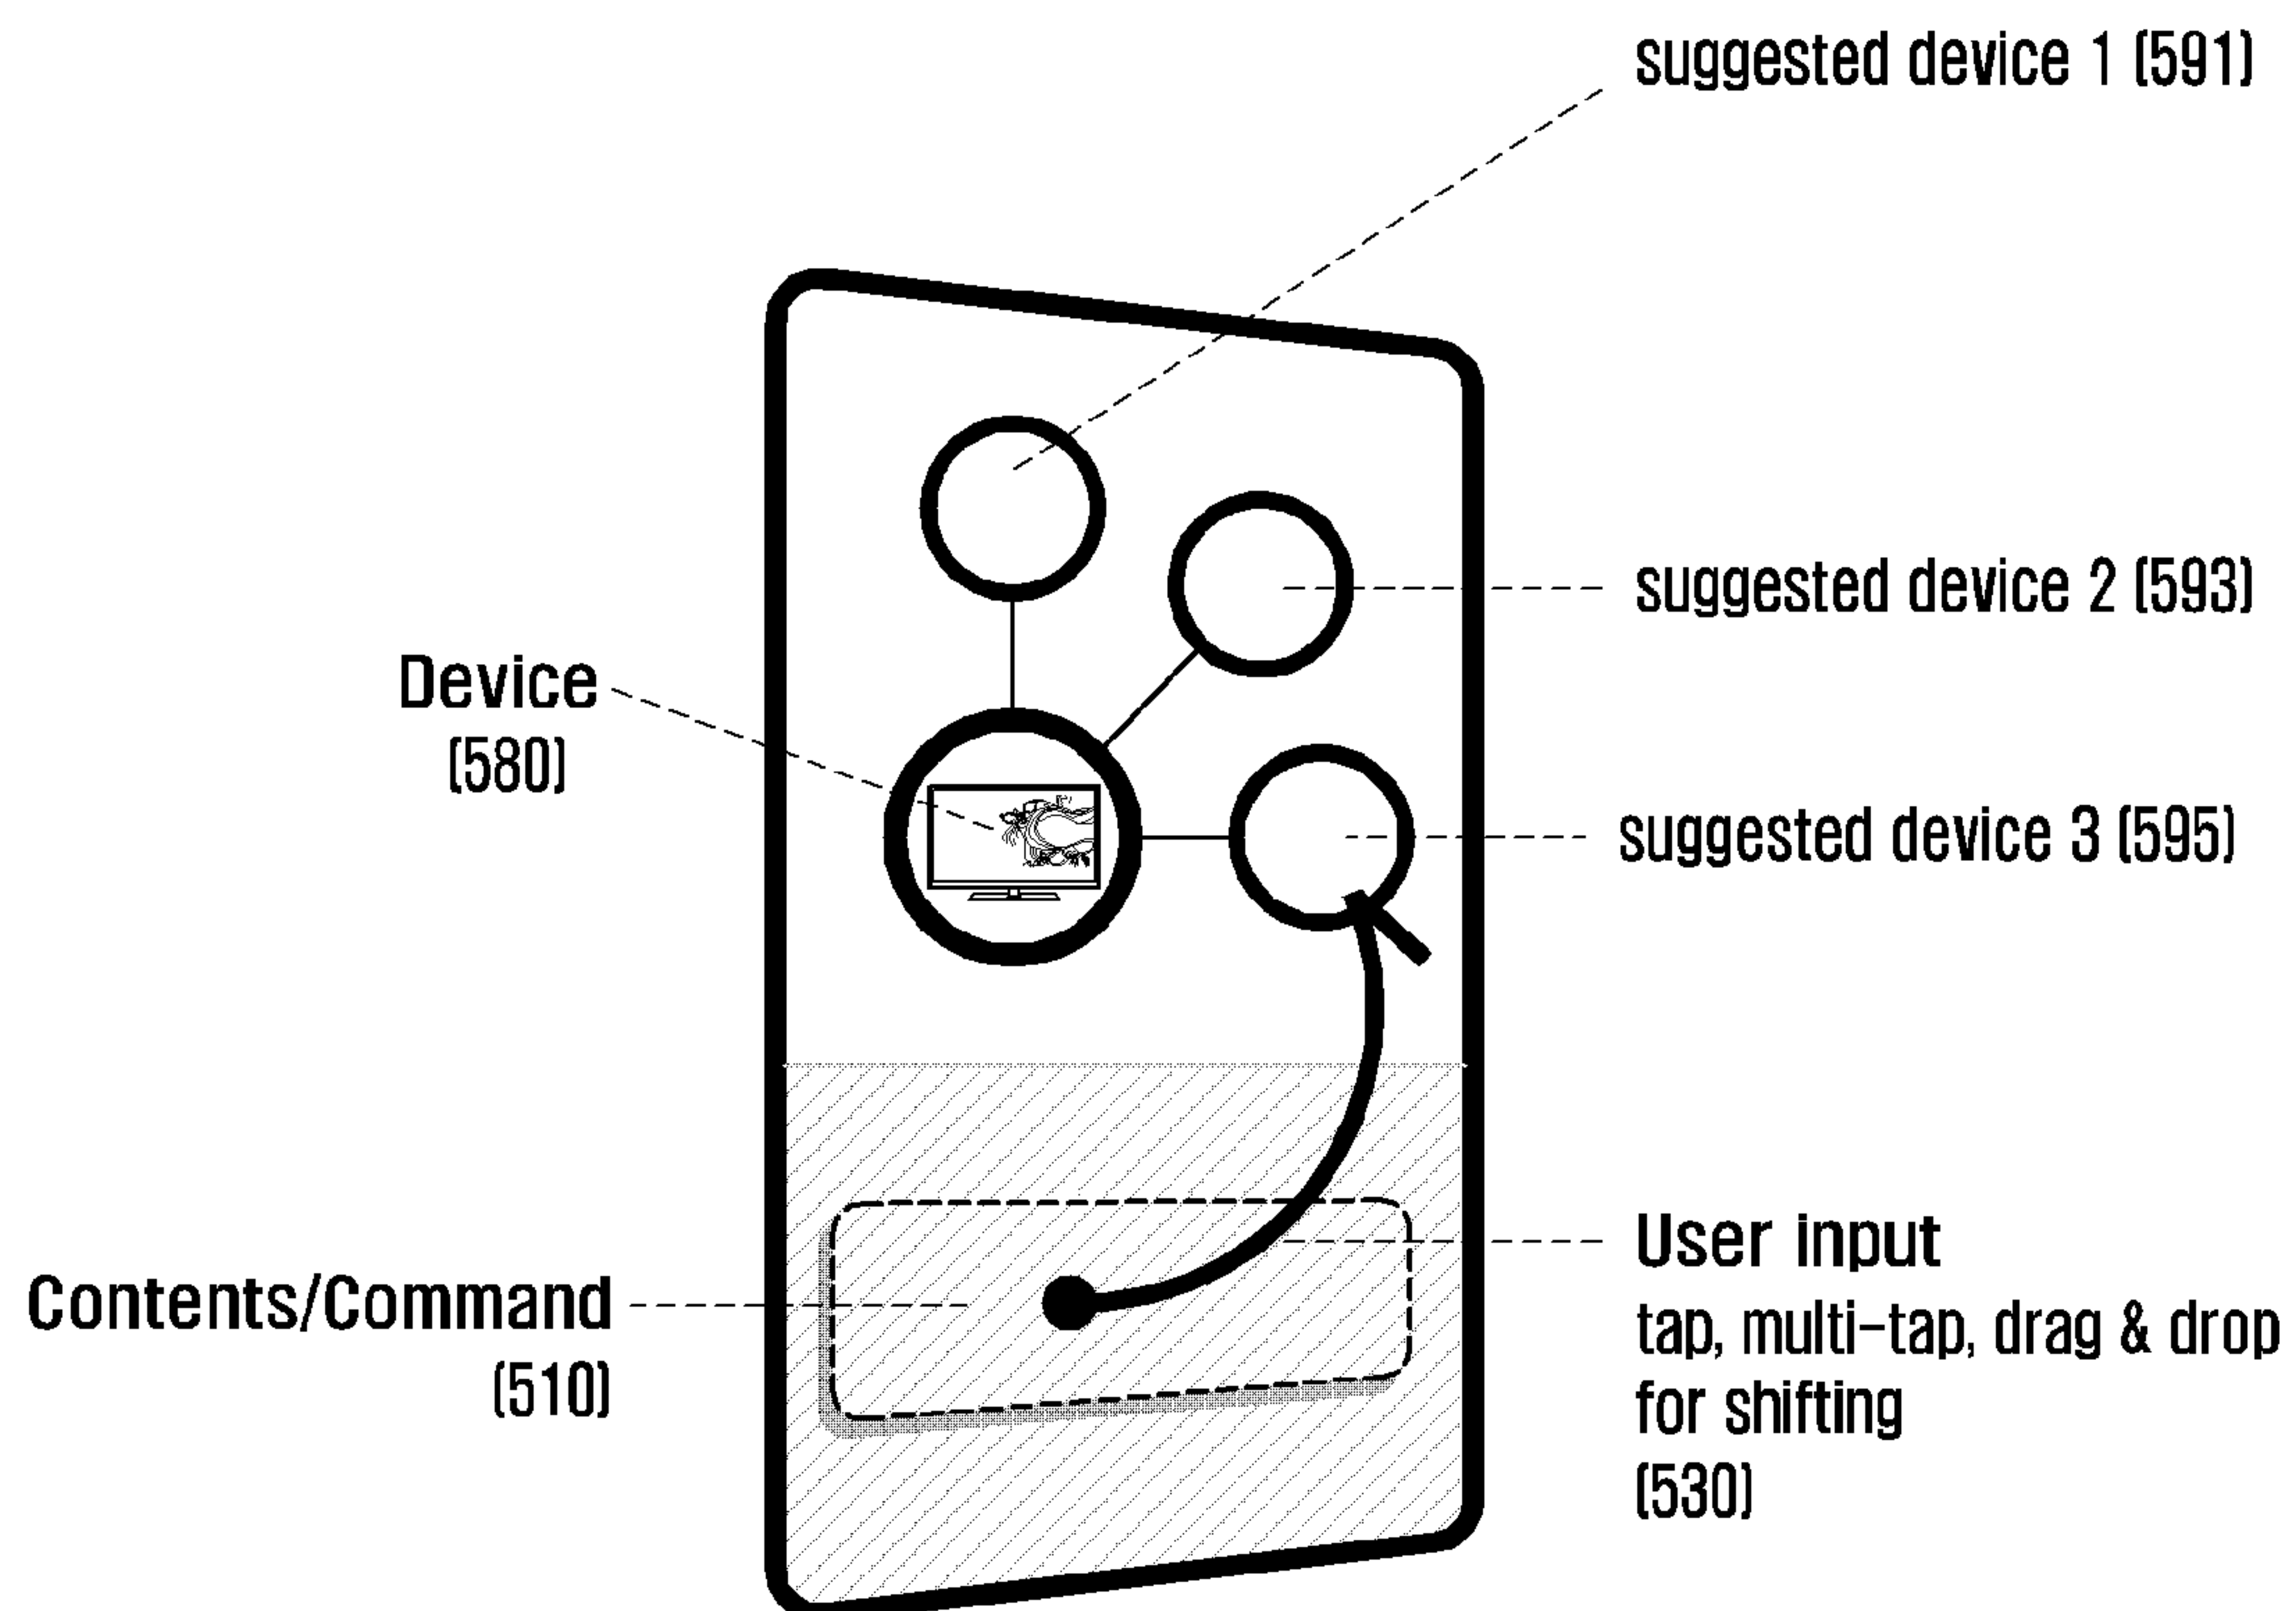 suggested device 1 (591)
suggested device 2 (593)
Device
(580)
suggested device 3 (595)
Contents/Command
(510)
User input
tap, multi-tap, drag & drop
for shifting
(530)